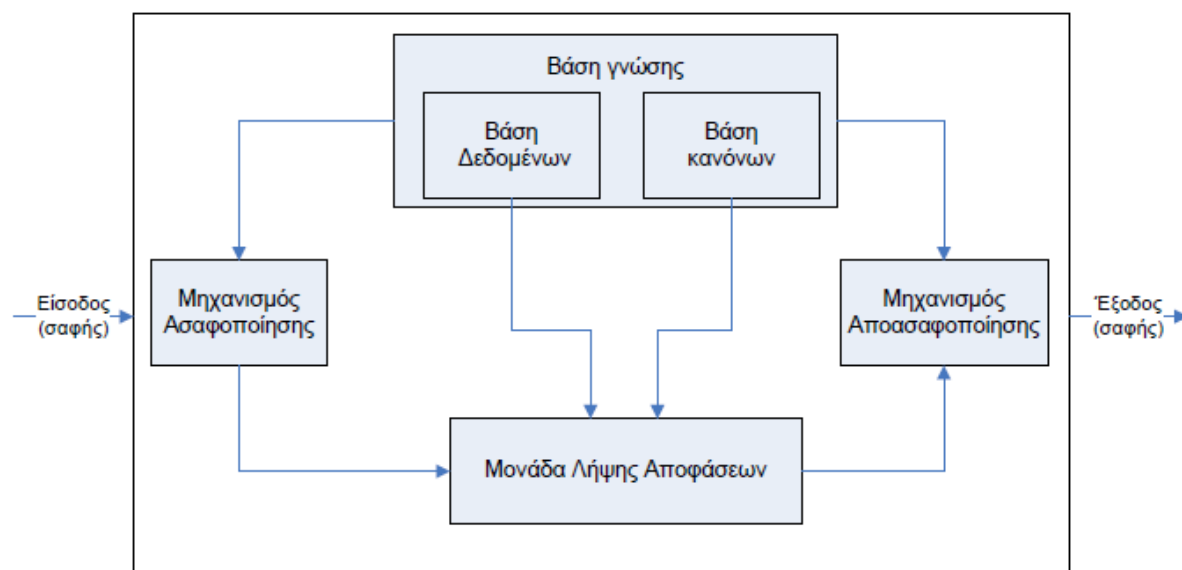 Βάση γνώσης
Βάση
Δεδομένων
Βάση
κανόνων
Είσοδος
(σαφής)
Μηχανισμός
Ασαφοποίησης
Μηχανισμός
Αποασαφοποίησης
Έξοδος
(σαφής)
Μονάδα Λήψης Αποφάσεων